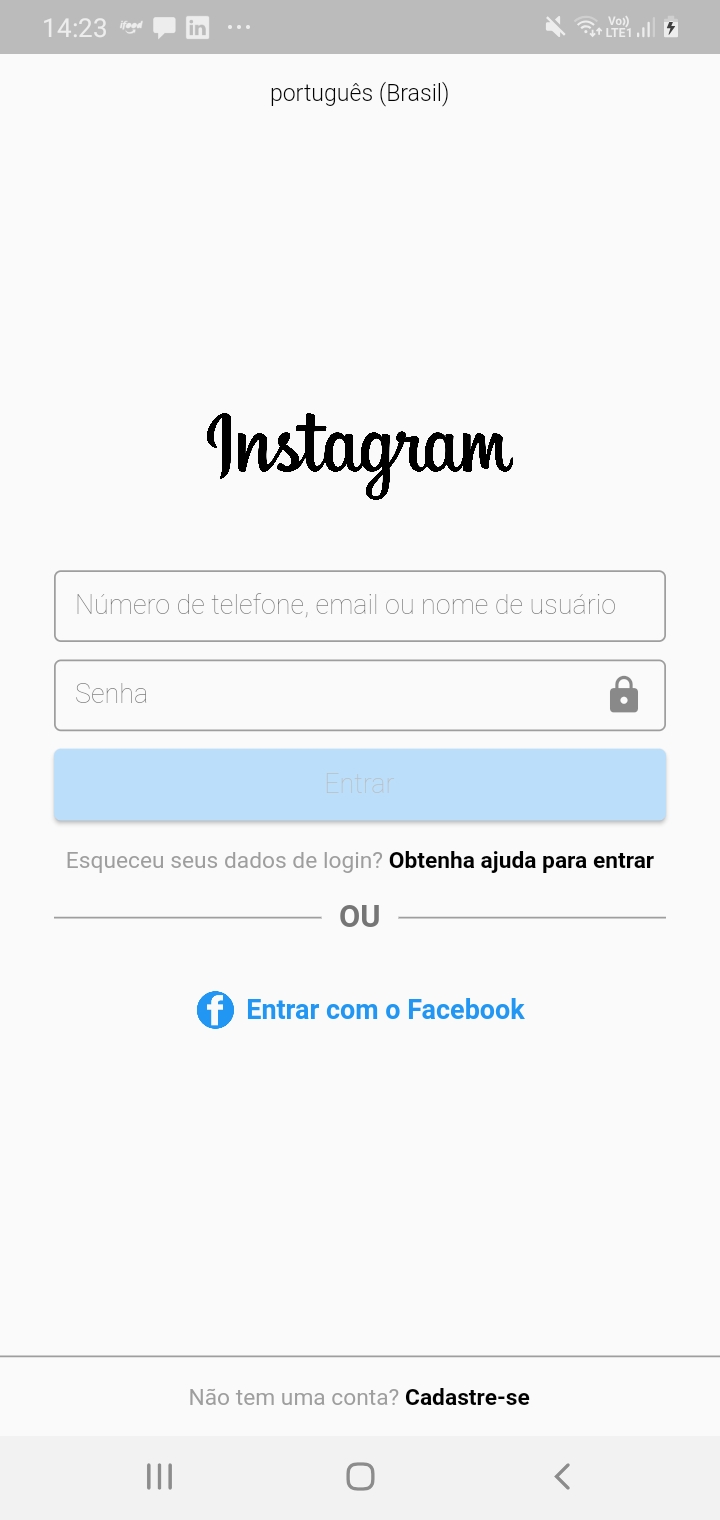 14:23 ifood in Vo)) LTE1
português (Brasil)
Instagram
Número de telefone, email ou nome de usuário
Senha
Entrar
Esqueceu seus dados de login? Obtenha ajuda para entrar
OU
Entrar com o Facebook
Não tem uma conta? Cadastre-se